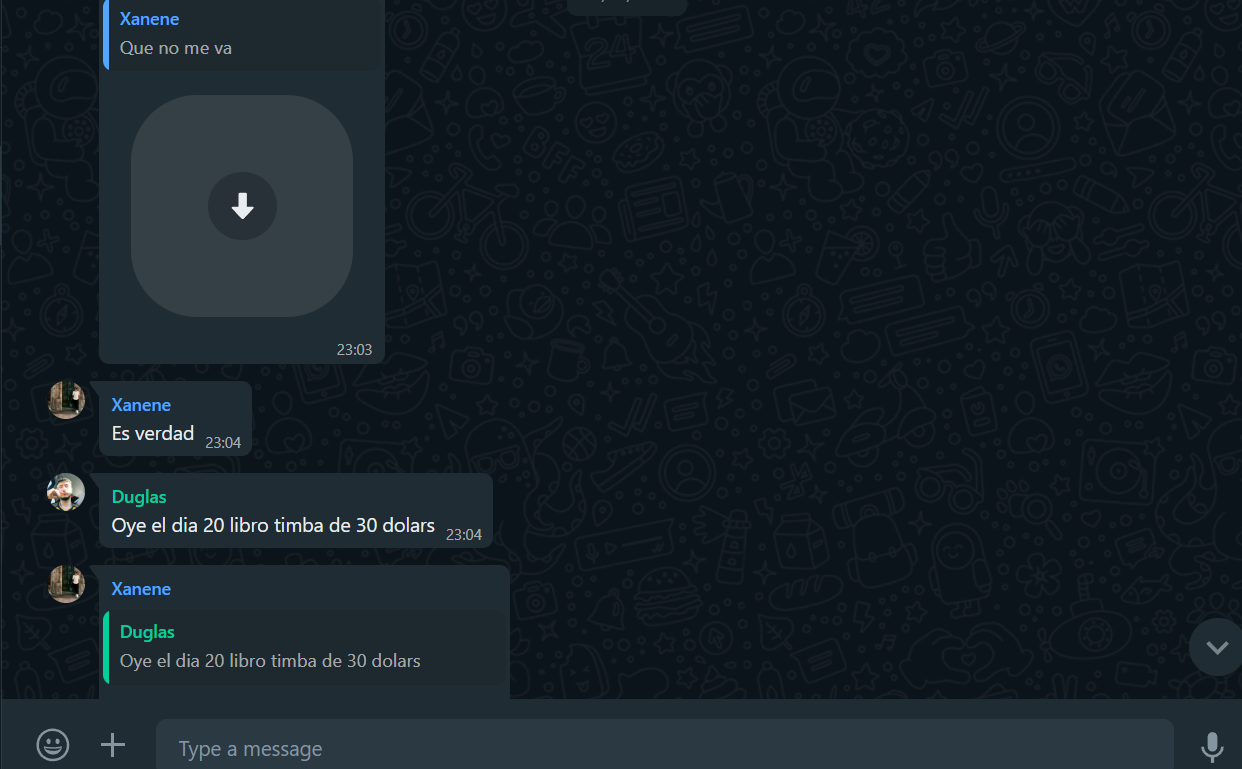 Xanene
Que no me va
23:03
Xanene
Es verdad
23:04
Duglas
Oye el dia 20 libro timba de 30 dolars
23:04
Xanene
Duglas
Oye el dia 20 libro timba de 30 dolars
Type a message